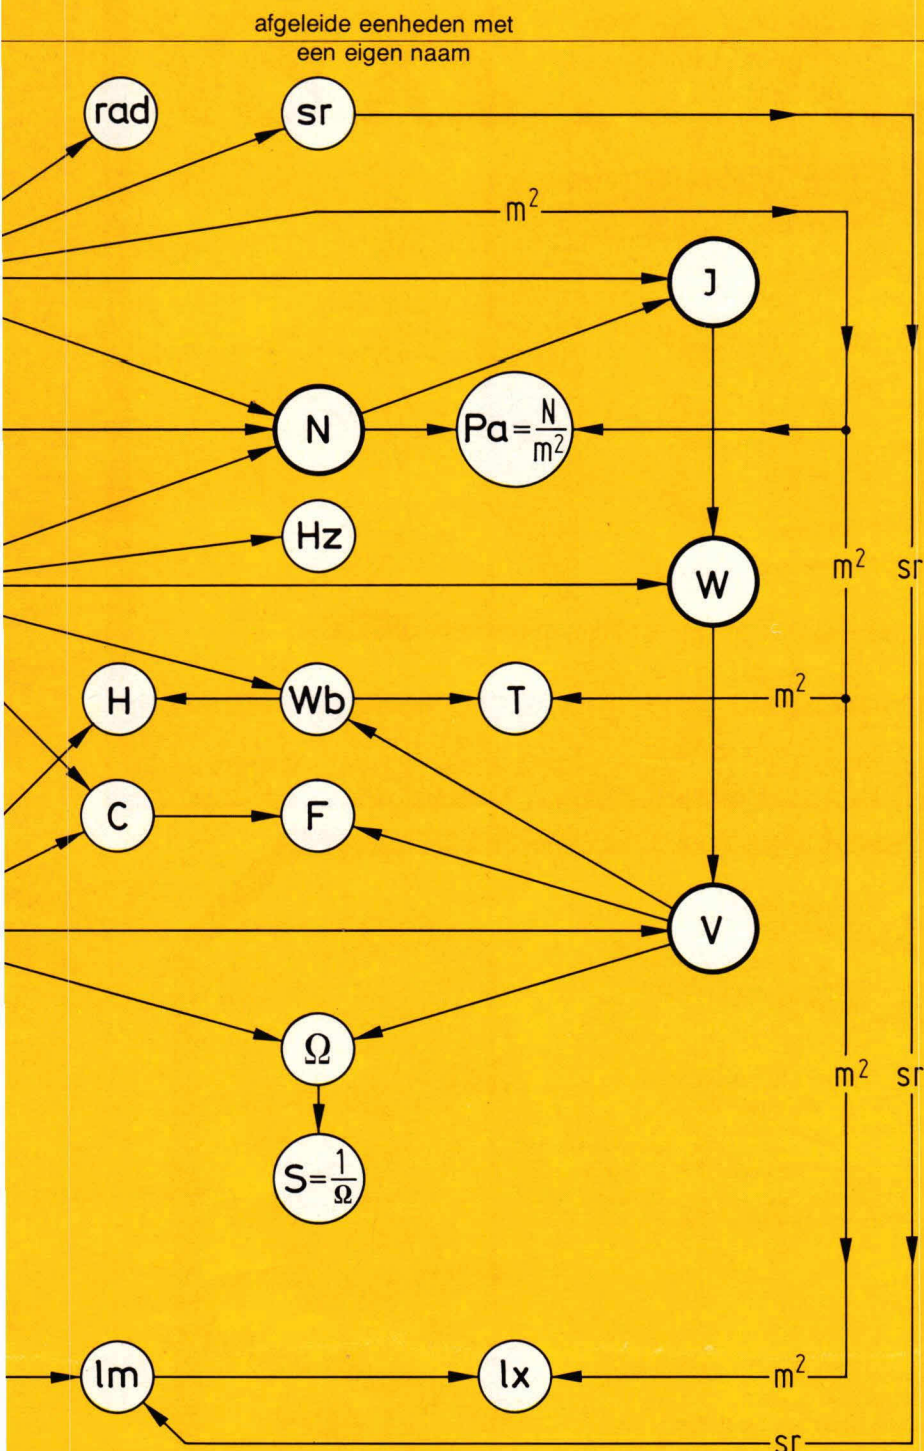 afgeleide eenheden met
een eigen naam
rad
sr
m²
J
N
Pa=N/m²
Hz
W
m²
sr
H
Wb
T
m²
C
F
V
Ω
m²
sr
S=1/Ω
lm
lx
m²
sr